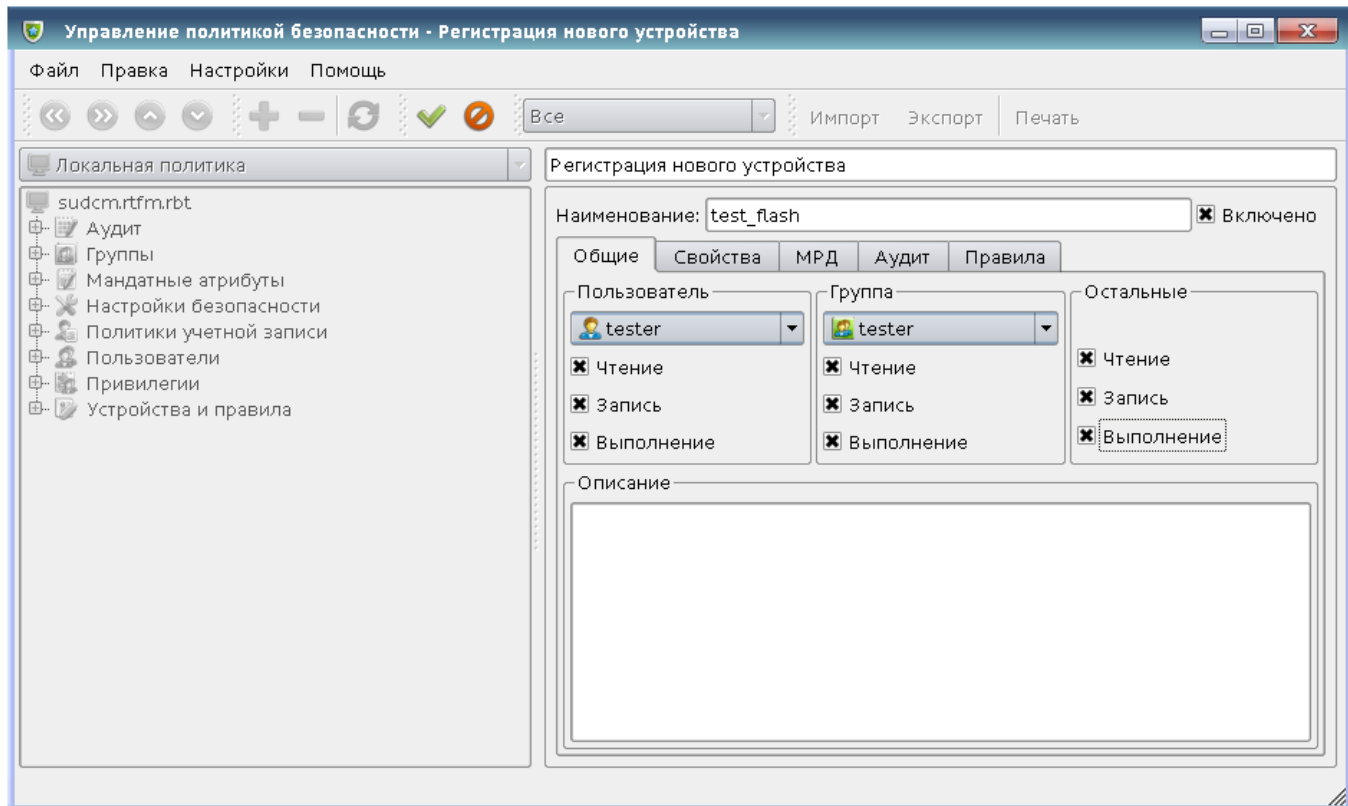 Управление политикой безопасности - Регистрация нового устройства
Файл Правка Настройки Помощь
Все
Импорт Экспорт Печать
Локальная политика
Регистрация нового устройства
sudcm.rtfm.rbt
Аудит
Группы
Мандатные атрибуты
Настройки безопасности
Политики учетной записи
Пользователи
Привилегии
Устройства и правила
Наименование: test_flash Включено
Общие Свойства МРД Аудит Правила
Пользователь Группа Остальные
tester tester
Чтение Чтение Чтение
Запись Запись Запись
Выполнение Выполнение Выполнение
Описание